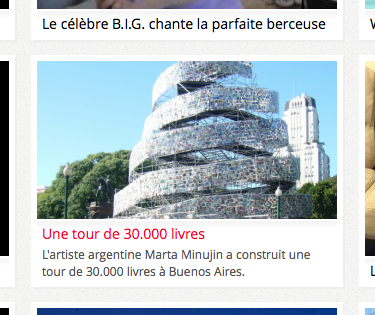 Le célèbre B.I.G. chante la parfaite berceuse
Une tour de 30.000 livres
L'artiste argentine Marta Minujin a construit une
tour de 30.000 livres à Buenos Aires.